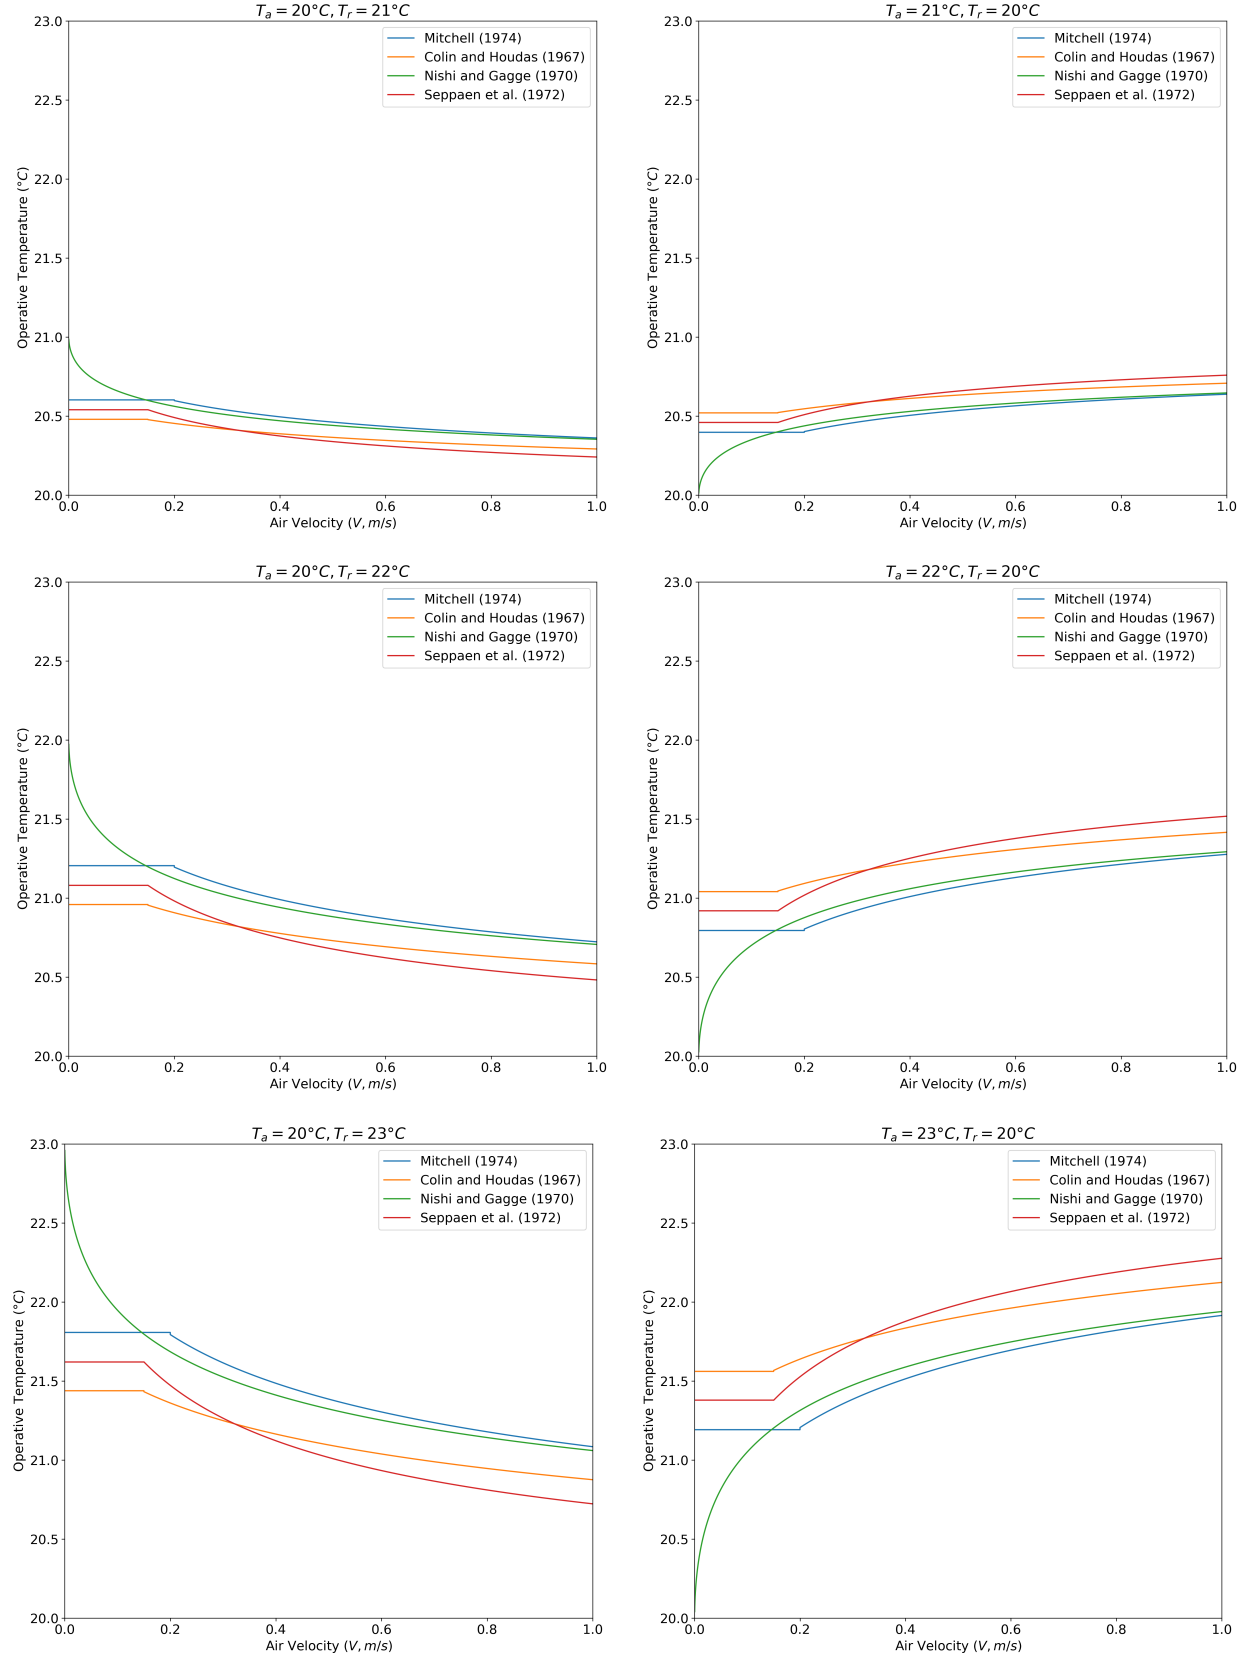 T_a = 20°C, T_r = 21°C
23.0
22.5
22.0
21.5
21.0
20.5
20.0
Operative Temperature (°C)
Mitchell (1974)
Colin and Houdas (1967)
Nishi and Gagge (1970)
Seppaen et al. (1972)
0.0 0.2 0.4 0.6 0.8 1.0
Air Velocity (V, m/s)
T_a = 21°C, T_r = 20°C
23.0
22.5
22.0
21.5
21.0
20.5
20.0
Operative Temperature (°C)
Mitchell (1974)
Colin and Houdas (1967)
Nishi and Gagge (1970)
Seppaen et al. (1972)
0.0 0.2 0.4 0.6 0.8 1.0
Air Velocity (V, m/s)
T_a = 20°C, T_r = 22°C
23.0
22.5
22.0
21.5
21.0
20.5
20.0
Operative Temperature (°C)
Mitchell (1974)
Colin and Houdas (1967)
Nishi and Gagge (1970)
Seppaen et al. (1972)
0.0 0.2 0.4 0.6 0.8 1.0
Air Velocity (V, m/s)
T_a = 22°C, T_r = 20°C
23.0
22.5
22.0
21.5
21.0
20.5
20.0
Operative Temperature (°C)
Mitchell (1974)
Colin and Houdas (1967)
Nishi and Gagge (1970)
Seppaen et al. (1972)
0.0 0.2 0.4 0.6 0.8 1.0
Air Velocity (V, m/s)
T_a = 20°C, T_r = 23°C
23.0
22.5
22.0
21.5
21.0
20.5
20.0
Operative Temperature (°C)
Mitchell (1974)
Colin and Houdas (1967)
Nishi and Gagge (1970)
Seppaen et al. (1972)
0.0 0.2 0.4 0.6 0.8 1.0
Air Velocity (V, m/s)
T_a = 23°C, T_r = 20°C
23.0
22.5
22.0
21.5
21.0
20.5
20.0
Operative Temperature (°C)
Mitchell (1974)
Colin and Houdas (1967)
Nishi and Gagge (1970)
Seppaen et al. (1972)
0.0 0.2 0.4 0.6 0.8 1.0
Air Velocity (V, m/s)